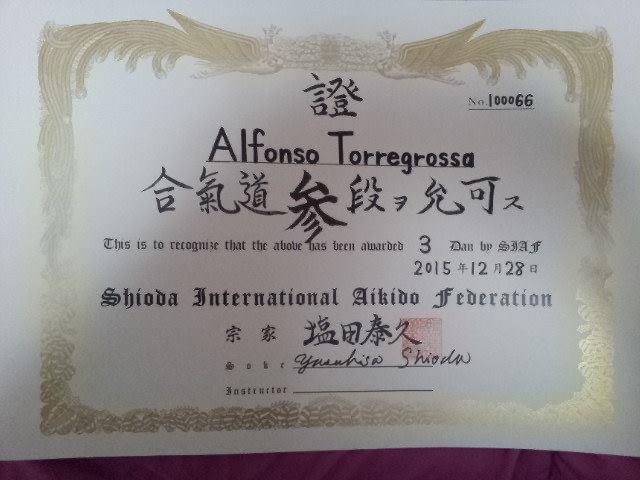 證
No. 100066
Alfonso Torregrossa
合氣道参段ヲ允可ス
This is to recognize that the above has been awarded 3 Dan by SIAF
2015年12月28日
Shioda International Aikido Federation
宗家 塩田泰久
Soke Yasuhisa Shioda
Instructor